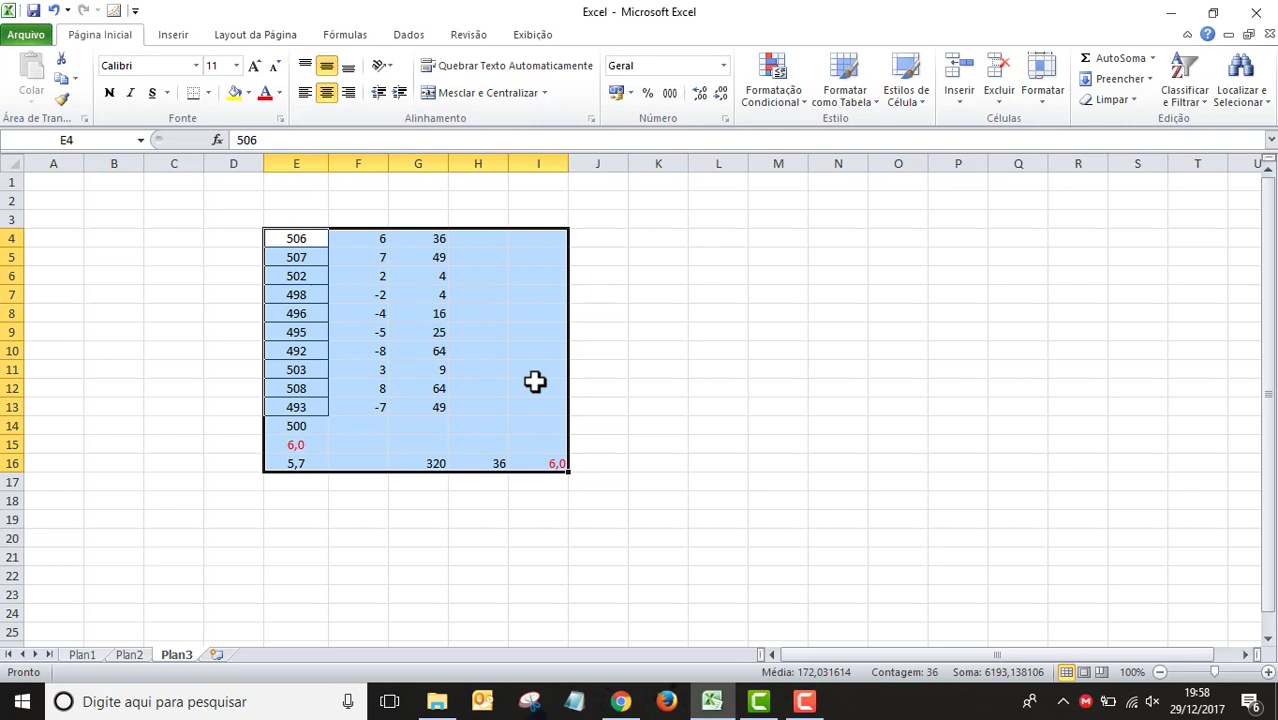 Excel - Microsoft Excel
Arquivo Página Inicial Inserir Layout da Página Fórmulas Dados Revisão Exibição
Colar
Calibri 11
Quebrar Texto Automaticamente
Geral
AutoSoma
N I S
Mesclar e Centralizar
% 000
Formatação Condicional
Formatar como Tabela
Estilos de Célula
Inserir
Excluir
Formatar
Preencher
Limpar
Classificar e Filtrar
Localizar e Selecionar
Área de Tran... Fonte Alinhamento Número Estilo Células Edição
E4 fx 506
A B C D E F G H I J K L M N O P Q R S T U
1
2
3
4 506 6 36
5 507 7 49
6 502 2 4
7 498 -2 4
8 496 -4 16
9 495 -5 25
10 492 -8 64
11 503 3 9
12 508 8 64
13 493 -7 49
14 500
15 6,0
16 5,7 320 36 6,0
17
18
19
20
21
22
23
24
25
Plan1 Plan2 Plan3
Pronto Média: 172,031614 Contagem: 36 Soma: 6193,138106 100%
Digite aqui para pesquisar
19:58
29/12/2017
6